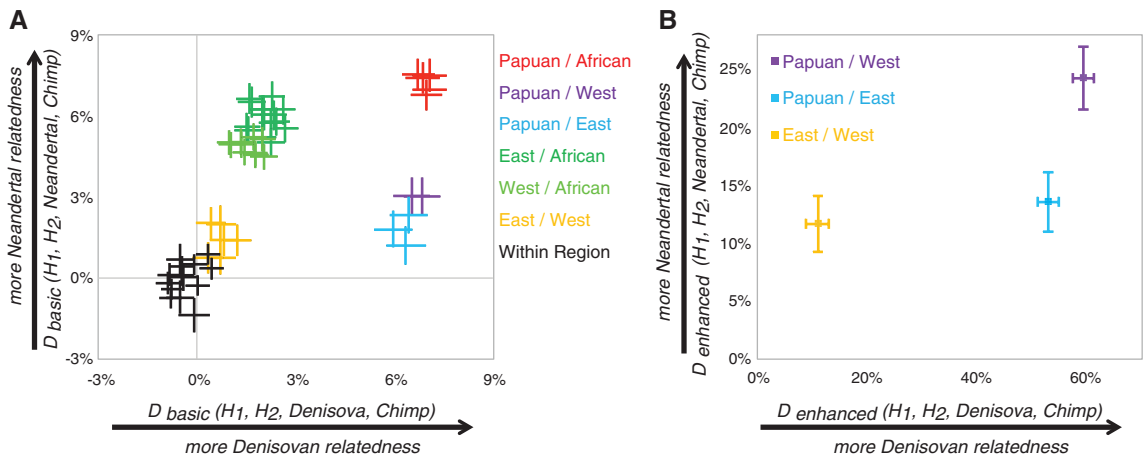 A
more Neandertal relatedness
D basic (H1, H2, Neandertal, Chimp)
9%
6%
3%
0%
-3%
-3%
0%
3%
6%
9%
D basic (H1, H2, Denisova, Chimp)
more Denisovan relatedness
Papuan / African
Papuan / West
Papuan / East
East / African
West / African
East / West
Within Region
B
more Neandertal relatedness
D enhanced (H1, H2, Neandertal, Chimp)
25%
20%
15%
10%
5%
0%
Papuan / West
Papuan / East
East / West
0%
20%
40%
60%
D enhanced (H1, H2, Denisova, Chimp)
more Denisovan relatedness